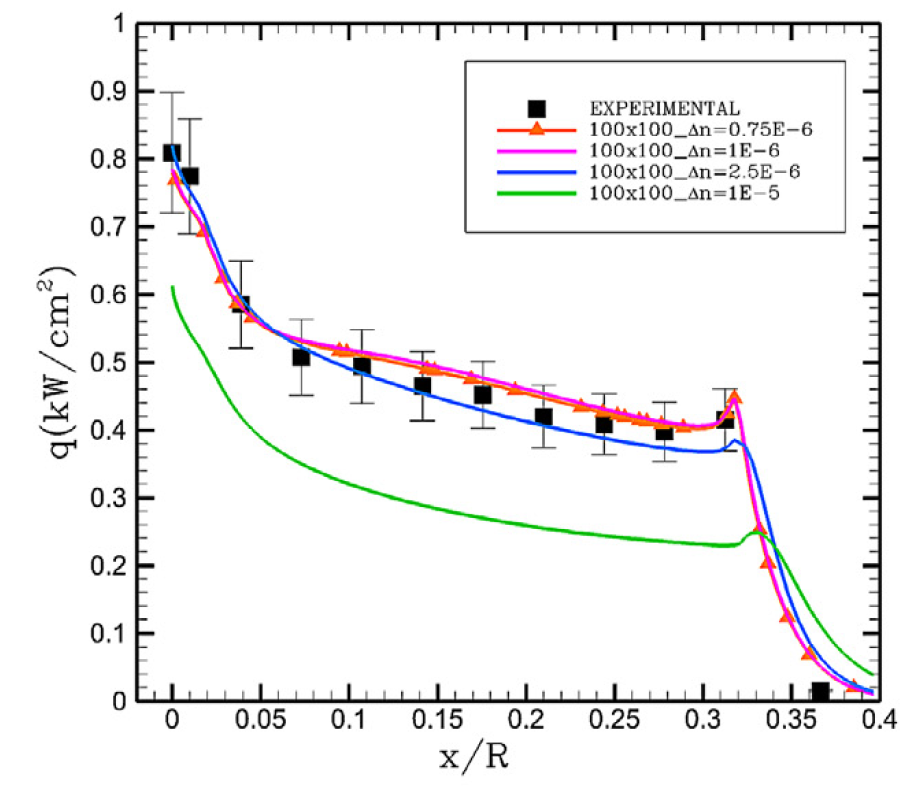 1
0.9
0.8
0.7
0.6
0.5
0.4
0.3
0.2
0.1
0
q(kW/cm²)
EXPERIMENTAL
100x100_Δn=0.75E-6
100x100_Δn=1E-6
100x100_Δn=2.5E-6
100x100_Δn=1E-5
0 0.05 0.1 0.15 0.2 0.25 0.3 0.35 0.4
x/R